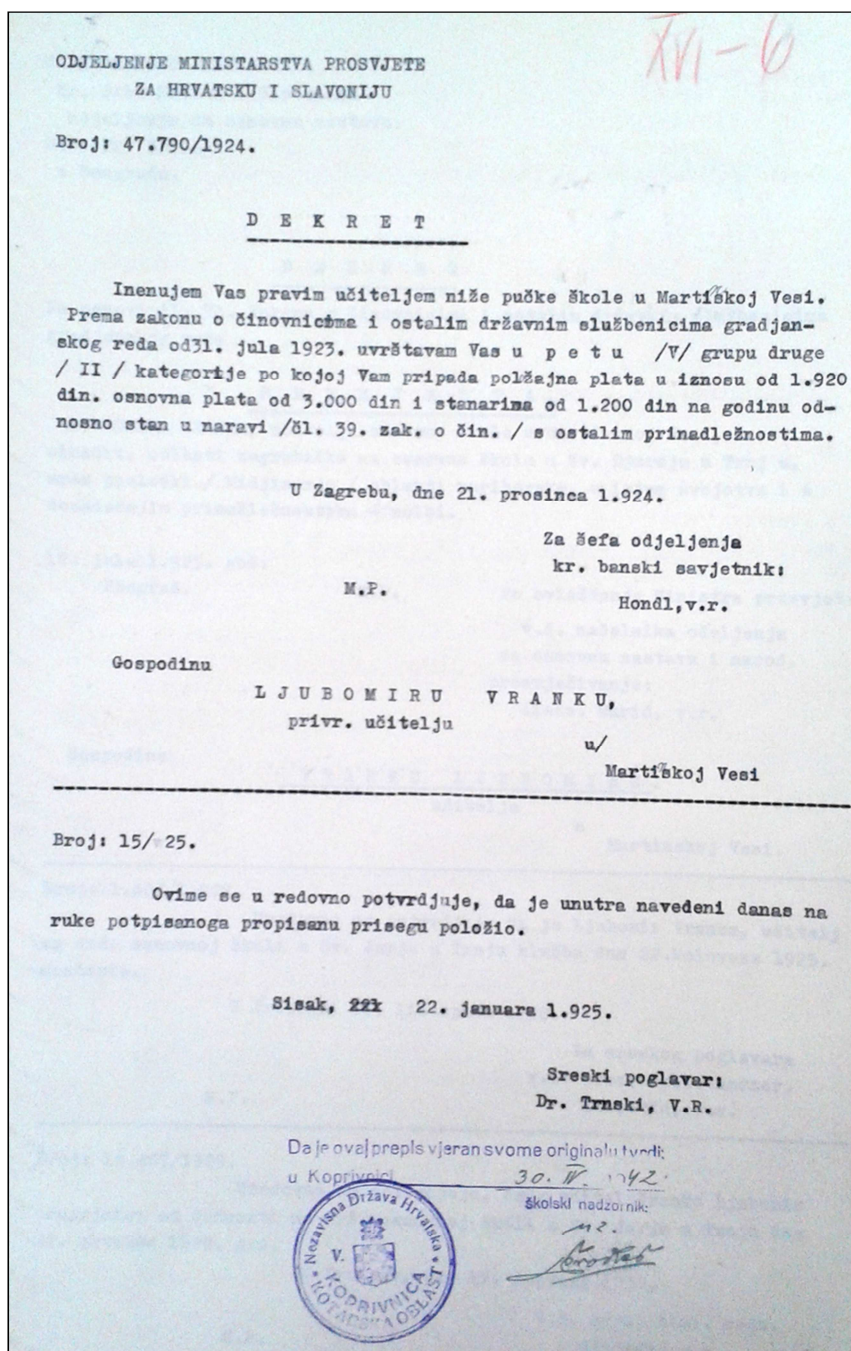 XVI-6
ODJELJENJE MINISTARSTVA PROSVJETE
ZA HRVATSKU I SLAVONIJU
Broj: 47.790/1924.
D E K R E T
Inenujem Vas pravim učiteljem niže pučke škole u Martiškoj Vesi.
Prema zakonu o činovnicima i ostalim državnim službenicima gradjan-
skog reda od31. jula 1923. uvrštavam Vas u p e t u /V/ grupu druge
/ II / kategorije po kojoj Vam pripada položajna plata u iznosu od 1.920
din. osnovna plata od 3.000 din i stanarina od 1.200 din na godinu od-
nosno stan u naravi /čl. 39. zak. o čin. / s ostalim prinadležnostima.
U Zagrebu, dne 21. prosinca 1.924.
Za šefa odjeljenja
kr. banski savjetnik:
M.P.
Hondl,v.r.
Gospodinu
L J U B O M I R U V R A N K U,
privr. učitelju
u/
Martiškoj Vesi
Broj: 15/25.
Ovime se u redovno potvrdjuje, da je unutra navedeni danas na
ruke potpisanoga propisanu prisegu položio.
Sisak, 22. januara 1.925.
Sreski poglavar:
Dr. Trnski, V.R.
Da je ovaj prepis vjeran svome originalu tvrdi:
u Koprivnici 30. IV. 1942
školski nadzornik:
Nezavisna Država Hrvatska
V.
KOPRIVNICA
KOTARSKA OBLAST